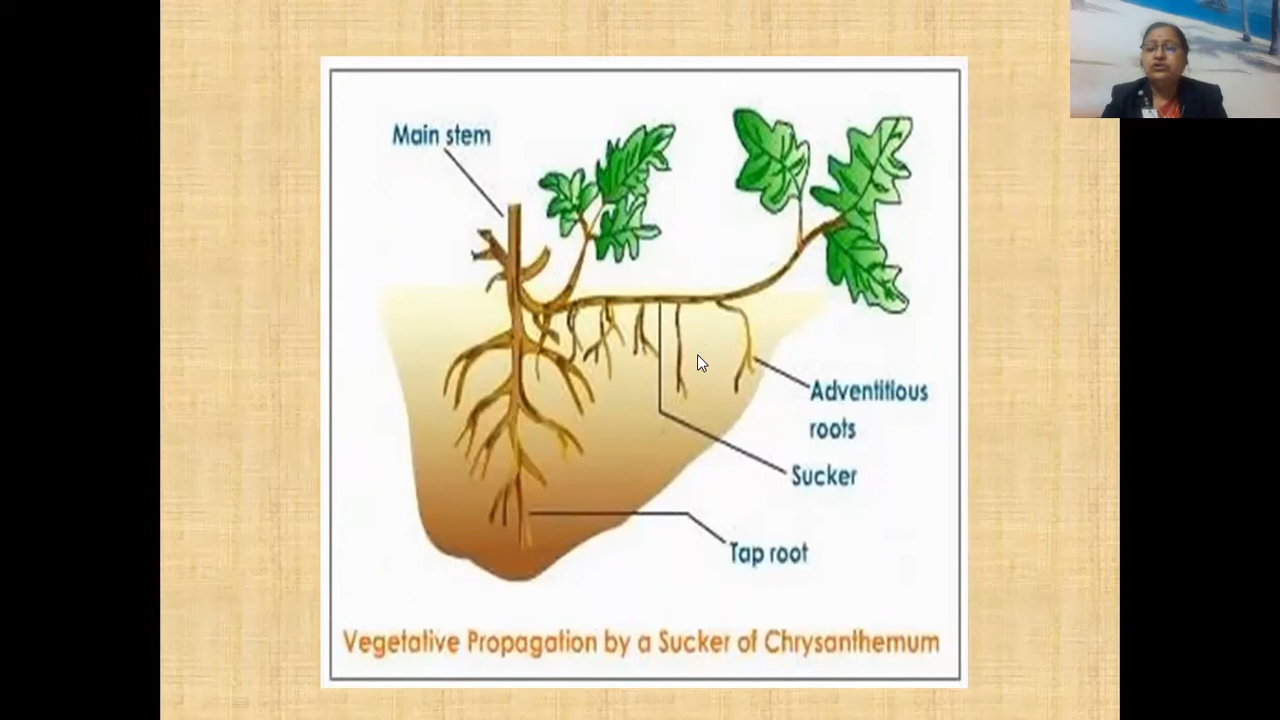 Main stem
Adventitious
roots
Sucker
Tap root
Vegetative Propagation by a Sucker of Chrysanthemum